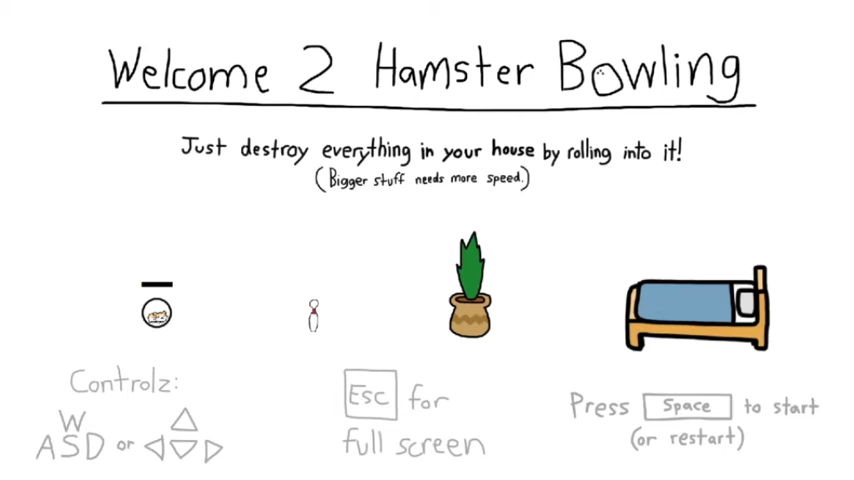 Welcome 2 Hamster Bowling
Just destroy everything in your house by rolling into it!
(Bigger stuff needs more speed.)
Controlz:
W
ASD or
Esc for
full screen
Press Space to start
(or restart)